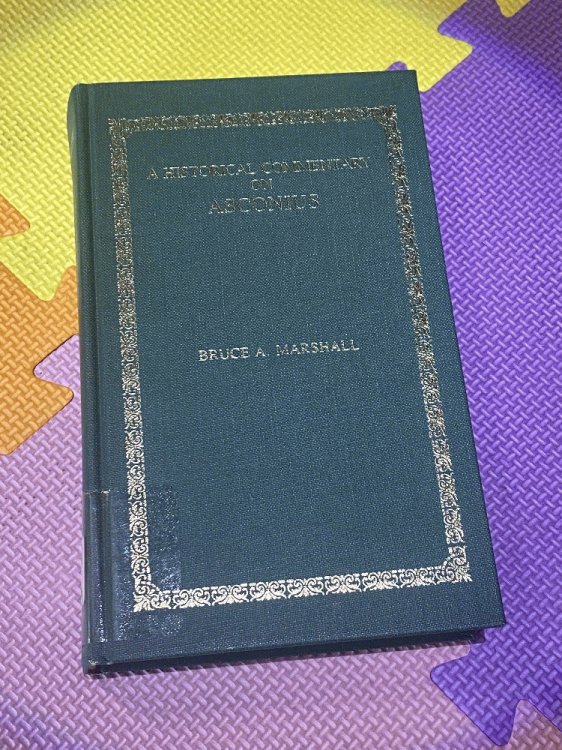 A HISTORICAL COMMENTARY
ON
ASCONIUS
BRUCE A. MARSHALL